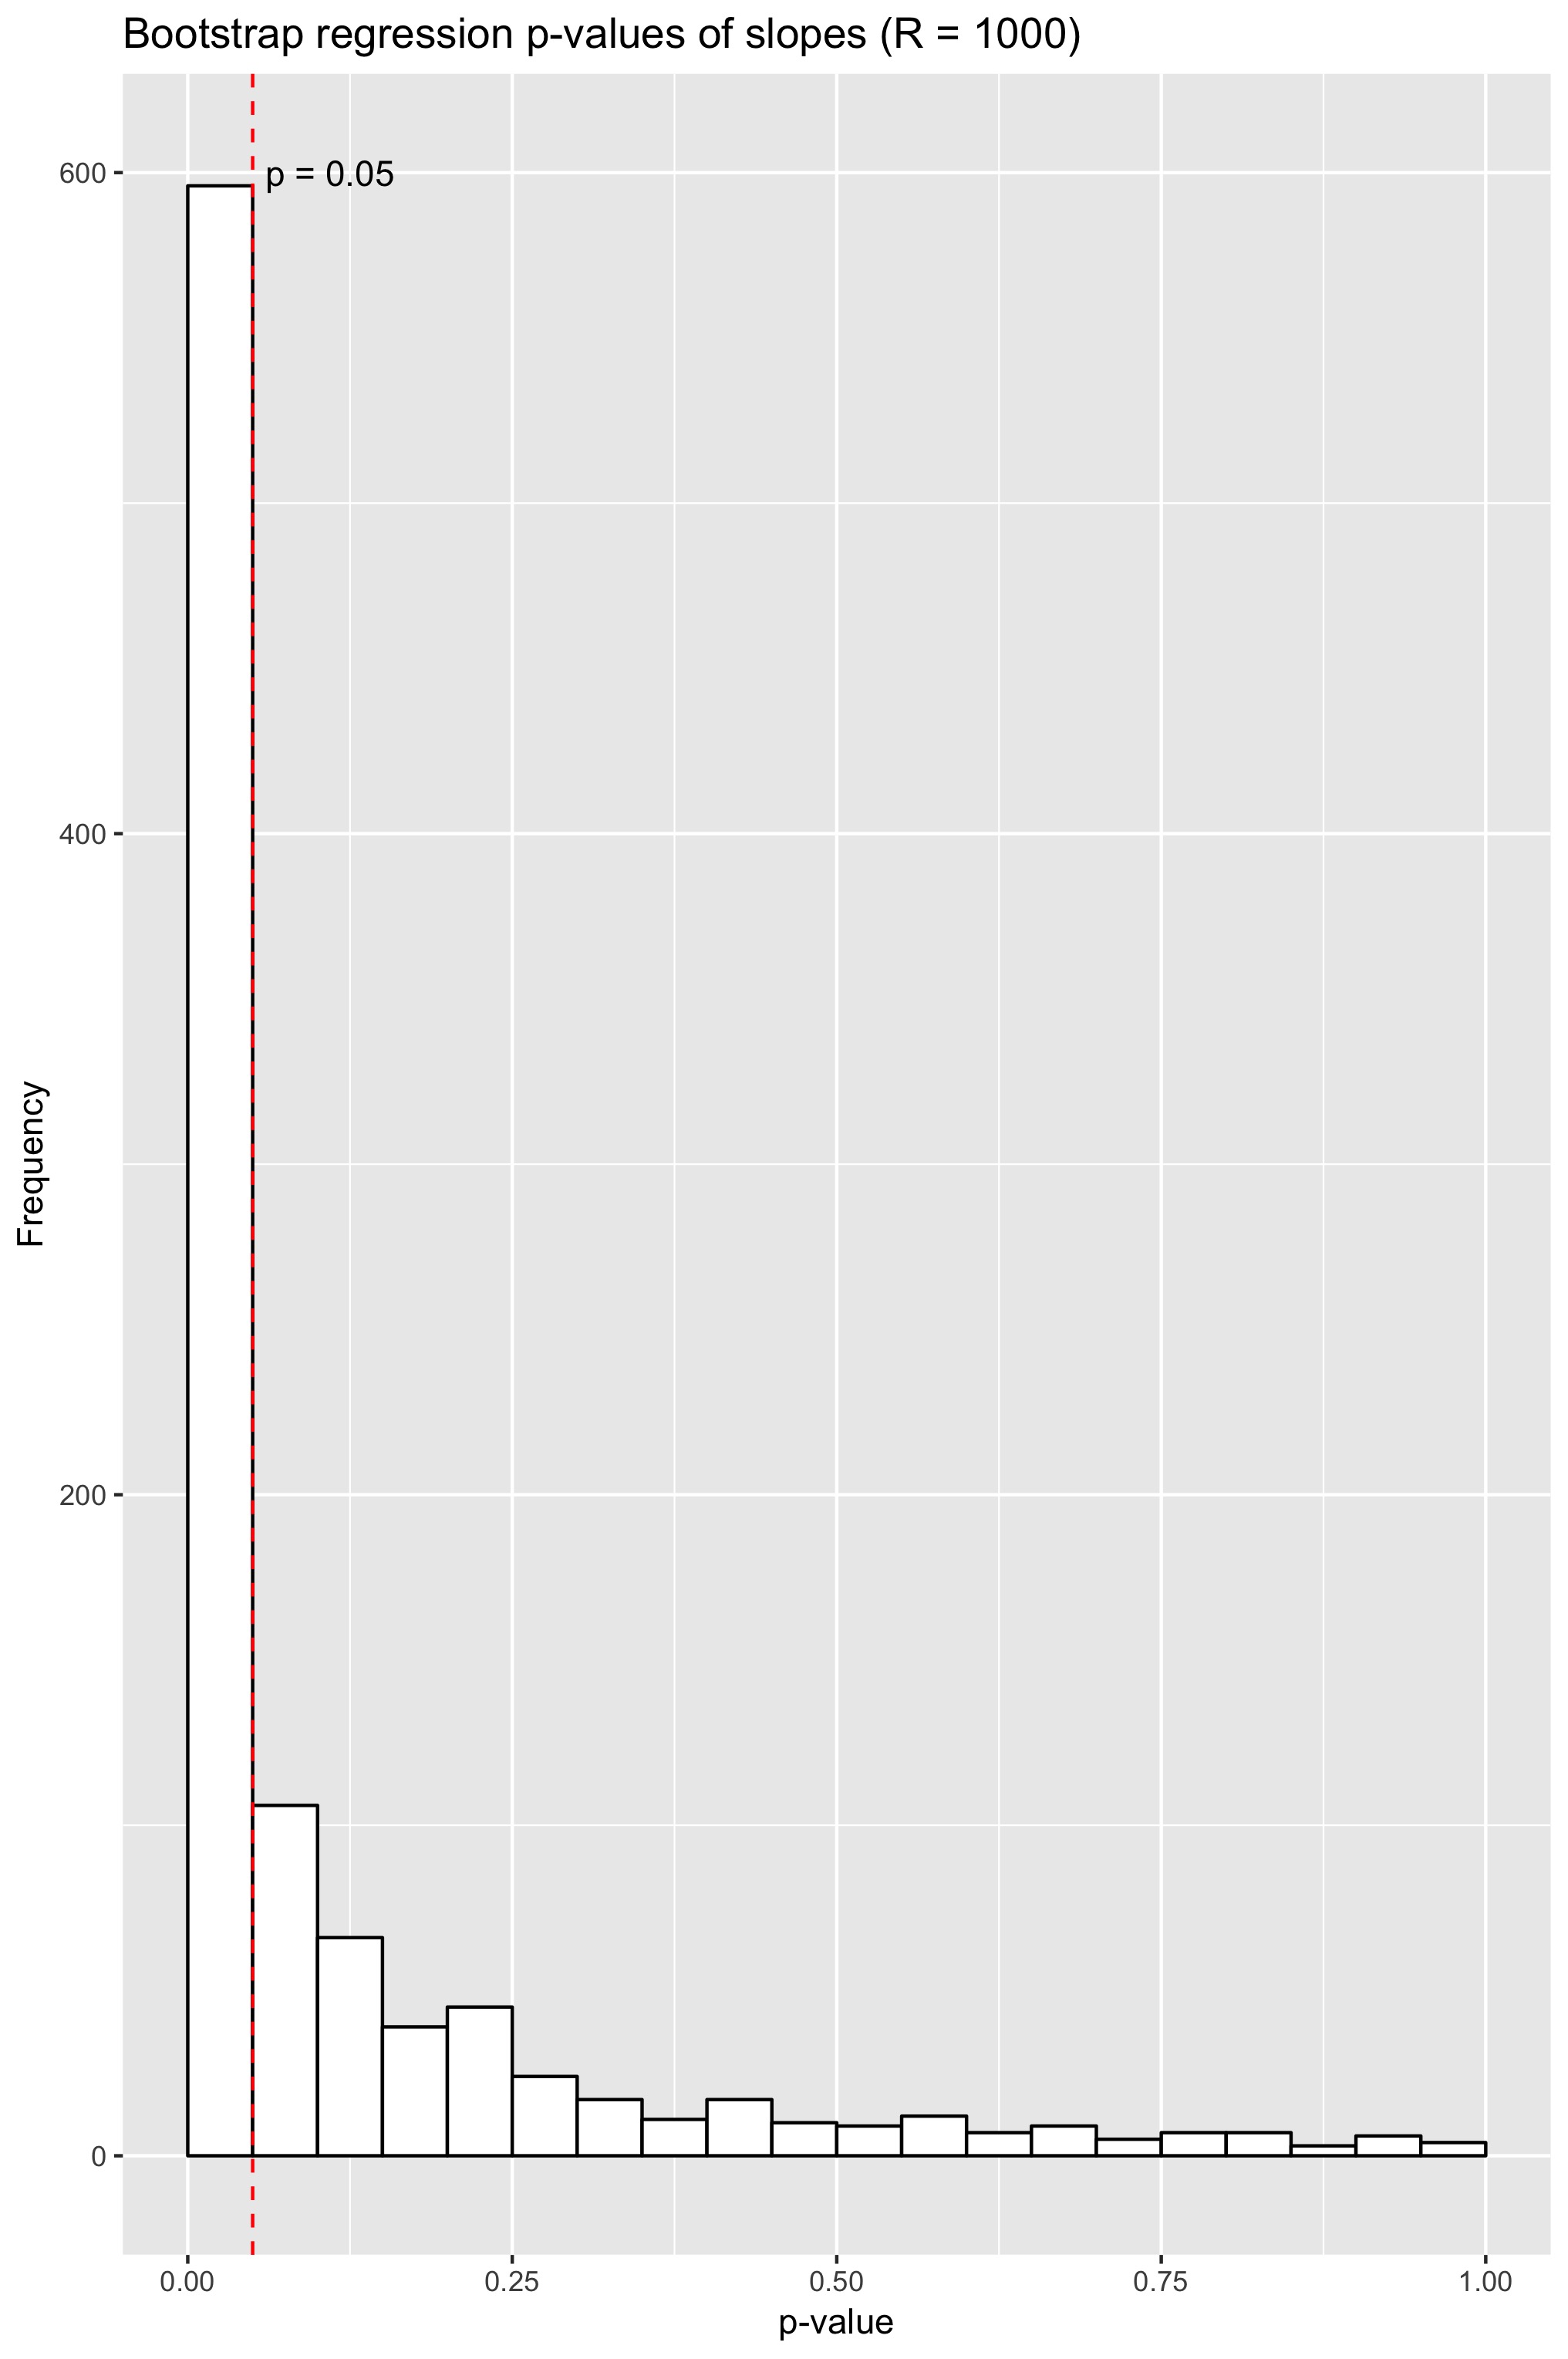 Bootstrap regression p-values of slopes (R = 1000)
600
p = 0.05
400
Frequency
200
0
0.00
0.25
0.50
0.75
1.00
p-value